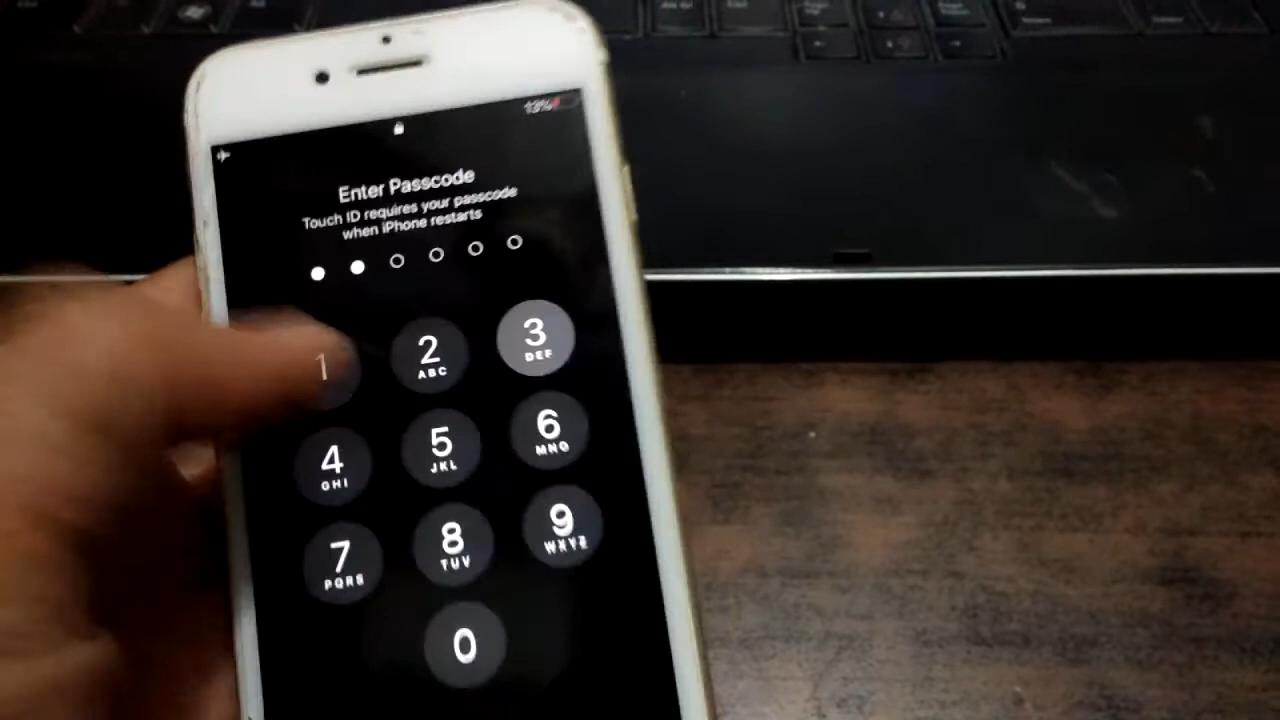 13%
Enter Passcode
Touch ID requires your passcode
when iPhone restarts
1
2
ABC
3
DEF
4
GHI
5
JKL
6
MNO
7
PQRS
8
TUV
9
WXYZ
0